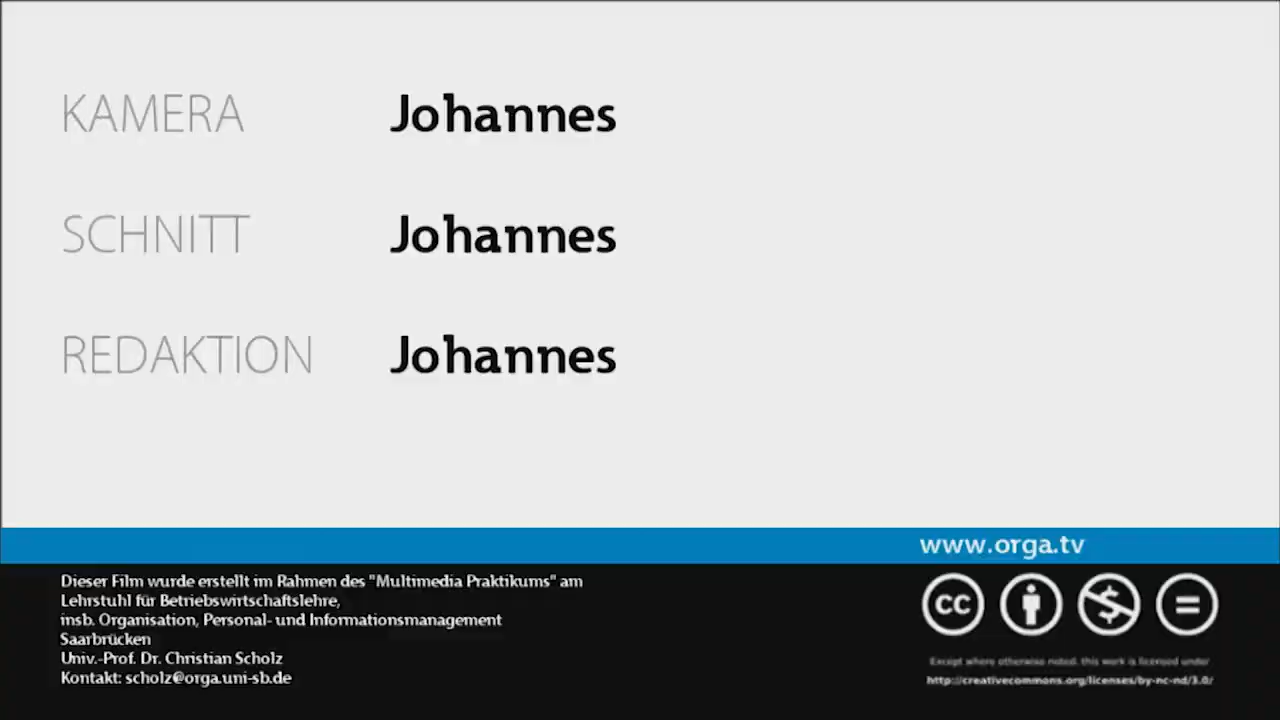 KAMERA Johannes
SCHNITT Johannes
REDAKTION Johannes
www.orga.tv
Dieser Film wurde erstellt im Rahmen des "Multimedia Praktikums" am
Lehrstuhl für Betriebswirtschaftslehre,
insb. Organisation, Personal- und Informationsmanagement
Saarbrücken
Univ.-Prof. Dr. Christian Scholz
Kontakt: scholz@orga.uni-sb.de
cc
Except where otherwise noted, this work is licensed under
http://creativecommons.org/licenses/by-nc-nd/3.0/